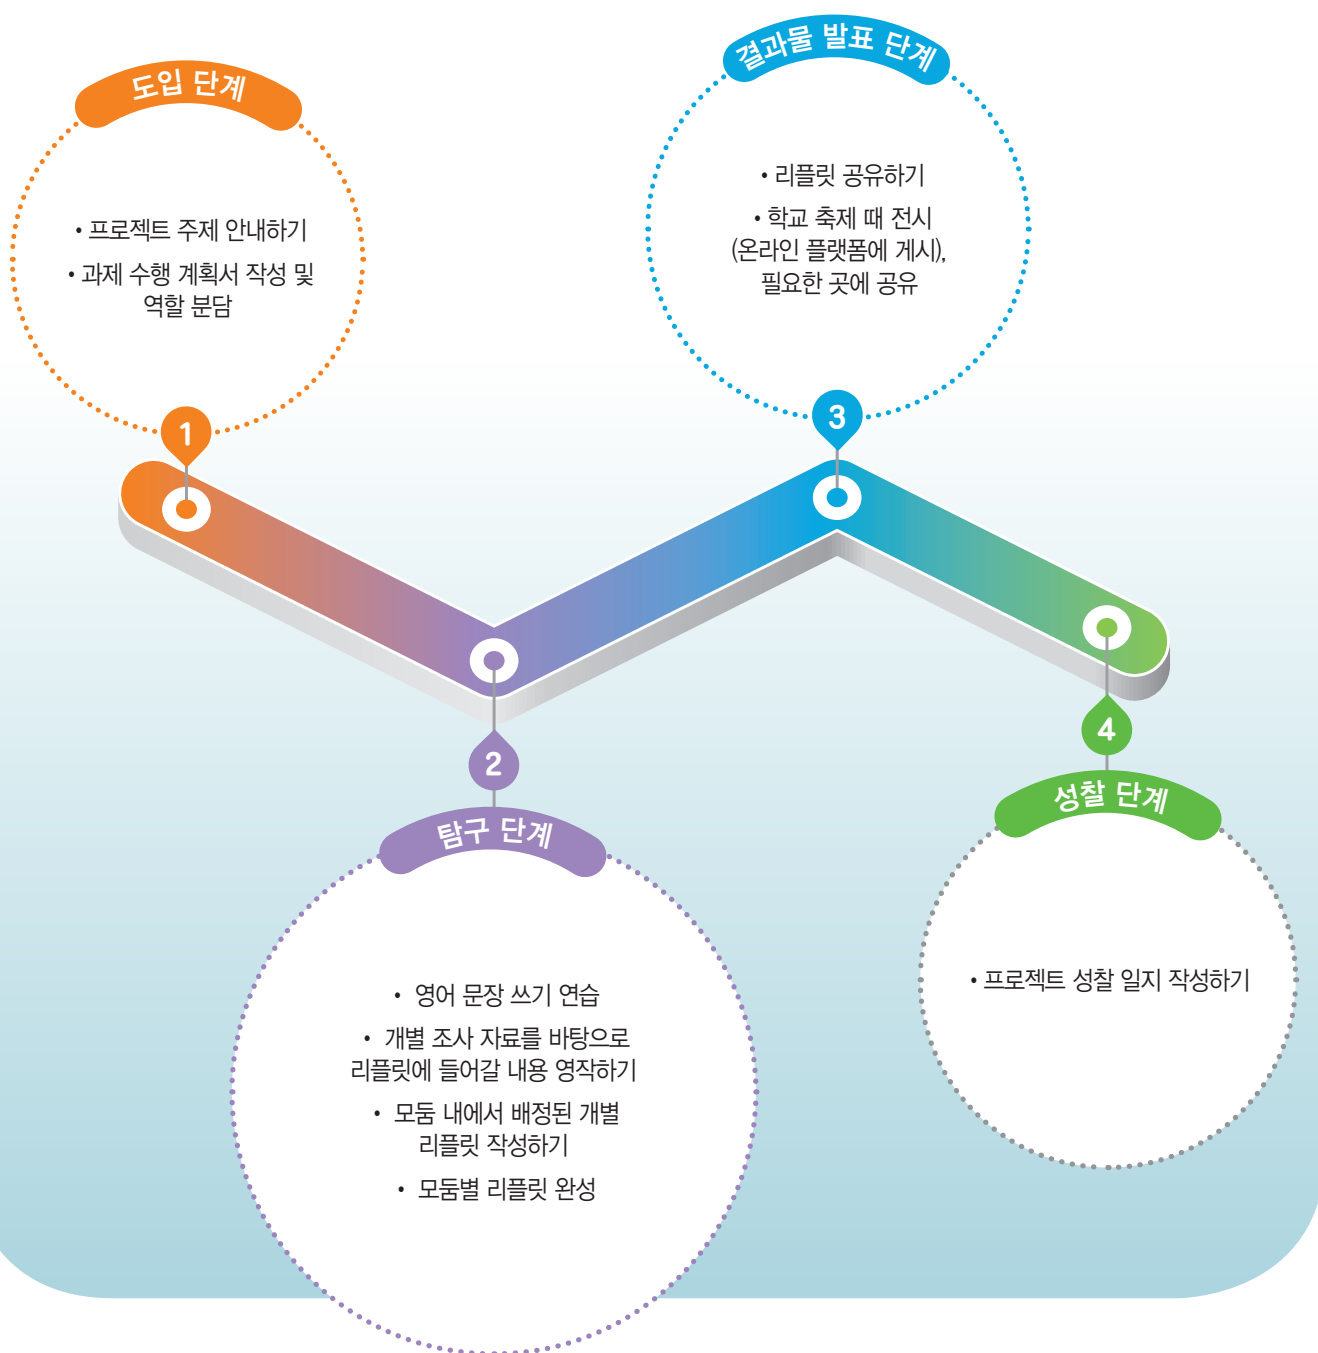 도입 단계
• 프로젝트 주제 안내하기
• 과제 수행 계획서 작성 및
역할 분담
1
2
탐구 단계
• 영어 문장 쓰기 연습
• 개별 조사 자료를 바탕으로
리플릿에 들어갈 내용 영작하기
• 모둠 내에서 배정된 개별
리플릿 작성하기
• 모둠별 리플릿 완성
결과물 발표 단계
• 리플릿 공유하기
• 학교 축제 때 전시
(온라인 플랫폼에 게시),
필요한 곳에 공유
3
4
성찰 단계
• 프로젝트 성찰 일지 작성하기